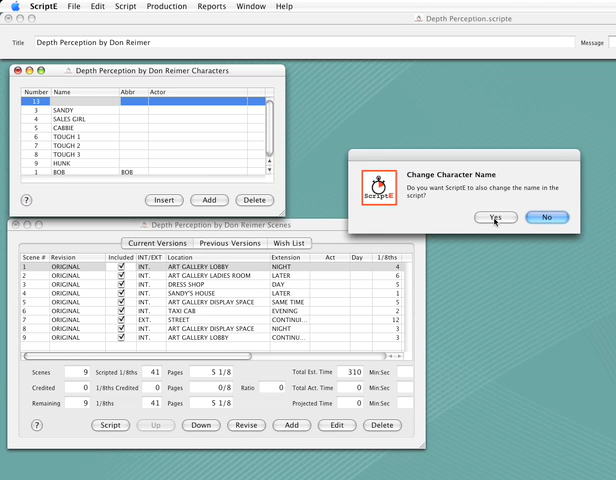 ScriptE File Edit Script Production Reports Window Help
Depth Perception.scripte
Title Depth Perception by Don Reimer Message
Depth Perception by Don Reimer Characters
Number Name Abbr Actor
13
3 SANDY
4 SALES GIRL
5 CABBIE
6 TOUGH 1
7 TOUGH 2
8 TOUGH 3
9 HUNK
1 BOB BOB
? Insert Add Delete
Change Character Name
Do you want ScriptE to also change the name in the
script?
ScriptE
Yes No
Depth Perception by Don Reimer Scenes
Current Versions Previous Versions Wish List
Scene # Revision Included INT/EXT Location Extension Act Day 1/8ths
1 ORIGINAL INT. ART GALLERY LOBBY NIGHT 4
2 ORIGINAL INT. ART GALLERY LADIES ROOM LATER 6
3 ORIGINAL INT. DRESS SHOP DAY 5
4 ORIGINAL INT. SANDY'S HOUSE LATER 1
5 ORIGINAL INT. ART GALLERY DISPLAY SPACE SAME TIME 5
6 ORIGINAL INT. TAXI CAB EVENING 2
7 ORIGINAL EXT. STREET CONTINUI... 12
8 ORIGINAL INT. ART GALLERY DISPLAY SPACE NIGHT 3
9 ORIGINAL INT. ART GALLERY LOBBY CONTINU... 3
Scenes 9 Scripted 1/8ths 41 Pages 5 1/8 Total Est. Time 310 Min:Sec
Credited 0 1/8ths Credited 0 Pages 0/8 Ratio 0 Total Act. Time 0 Min:Sec
Remaining 9 1/8ths 41 Pages 5 1/8 Projected Time 0 Min:Sec
? Script Up Down Revise Add Edit Delete